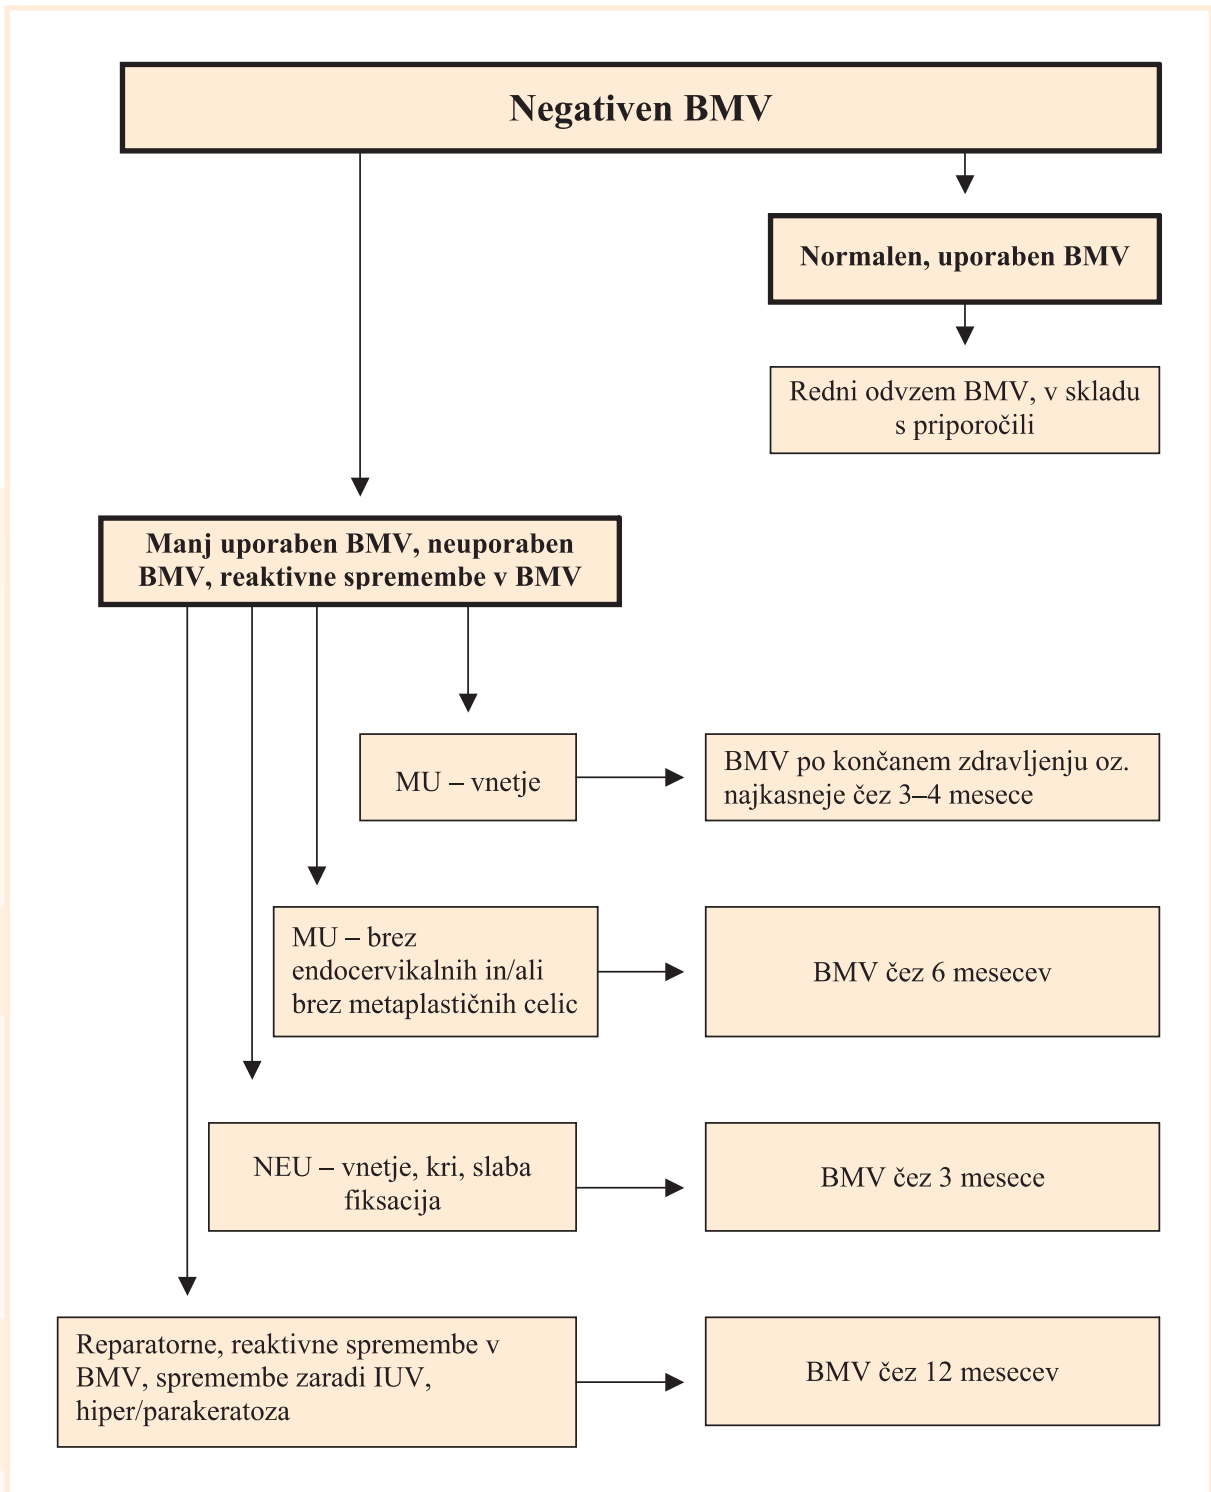 Negativen BMV
Normalen, uporaben BMV
Redni odvzem BMV, v skladu
s priporočili
Manj uporaben BMV, neuporaben
BMV, reaktivne spremembe v BMV
MU – vnetje
BMV po končanem zdravljenju oz.
najkasneje čez 3–4 mesece
MU – brez
endocervikalnih in/ali
brez metaplastičnih celic
BMV čez 6 mesecev
NEU – vnetje, kri, slaba
fiksacija
BMV čez 3 mesece
Reparatorne, reaktivne spremembe v
BMV, spremembe zaradi IUV,
hiper/parakeratoza
BMV čez 12 mesecev